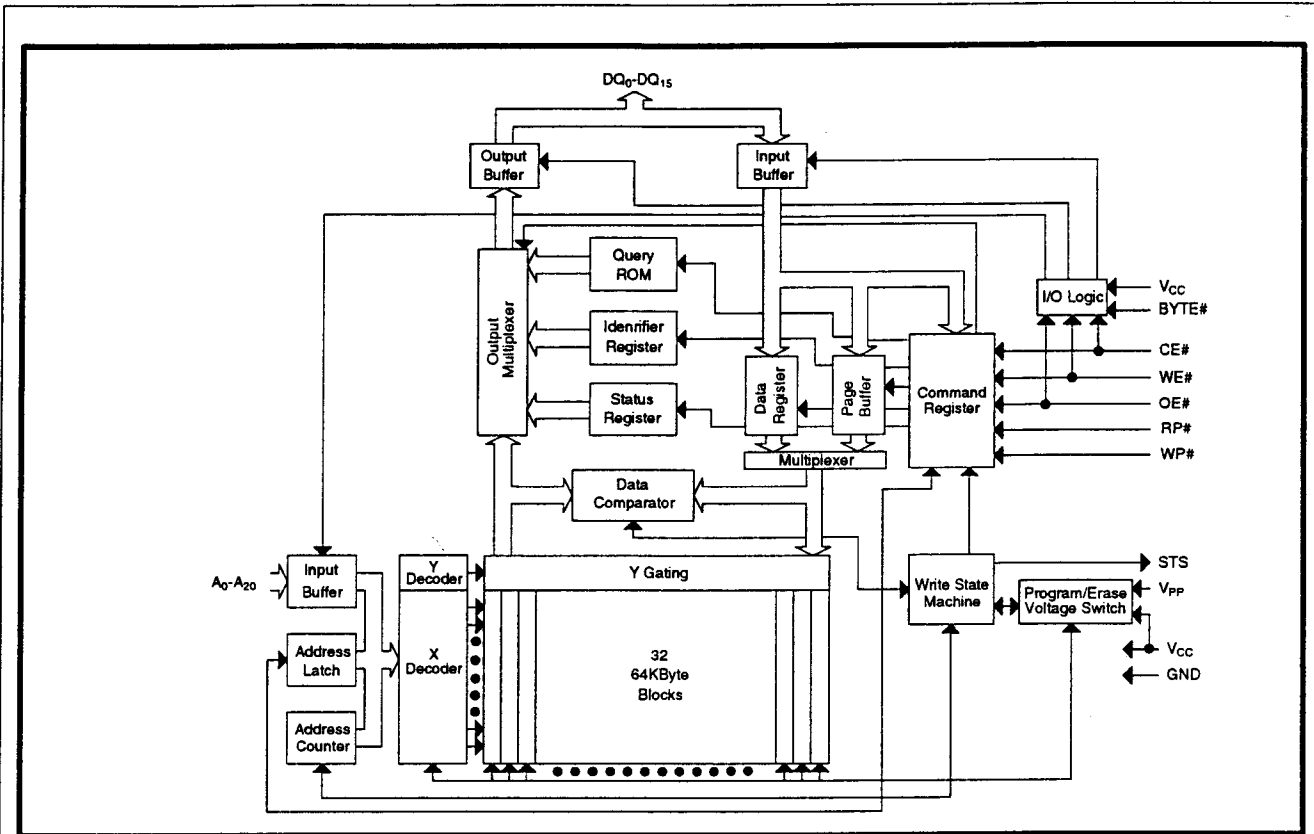 DQ0-DQ15
Output
Buffer
Input
Buffer
Output
Multiplexer
Query
ROM
Idenrifier
Register
Status
Register
Data
Register
Page
Buffer
Command
Register
I/O Logic
VCC
BYTE#
CE#
WE#
OE#
RP#
WP#
Multiplexer
Data
Comparator
A0-A20
Input
Buffer
Address
Latch
Address
Counter
Y
Decoder
X
Decoder
Y Gating
32
64KByte
Blocks
Write State
Machine
Program/Erase
Voltage Switch
STS
VPP
VCC
GND